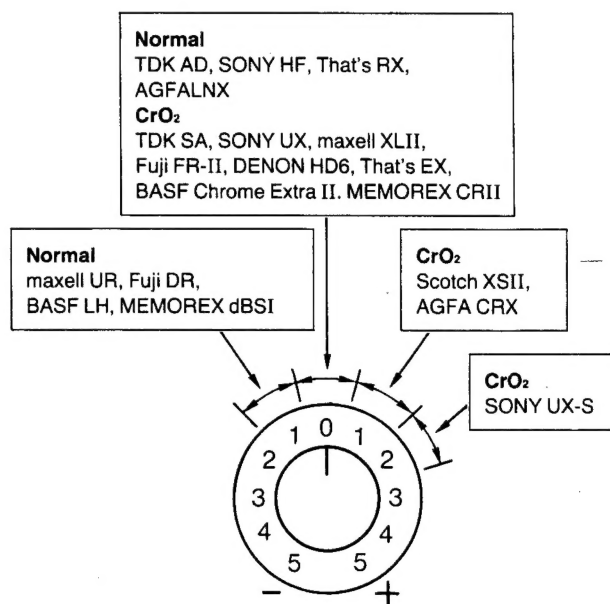 Normal
TDK AD, SONY HF, That's RX,
AGFALNX
CrO₂
TDK SA, SONY UX, maxell XLII,
Fuji FR-II, DENON HD6, That's EX,
BASF Chrome Extra II. MEMOREX CRII
Normal
maxell UR, Fuji DR,
BASF LH, MEMOREX dBSI
CrO₂
Scotch XSII,
AGFA CRX
CrO₂
SONY UX-S
1 0 1
2 2
3 3
4 4
5 5
− +